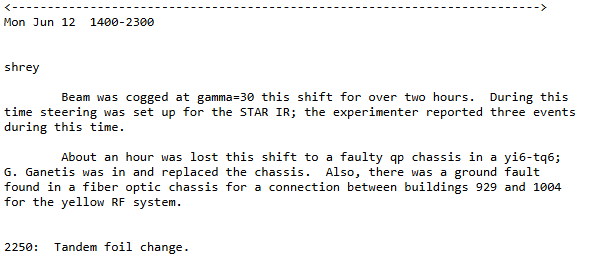 <----------------------------------------------------------------------->
Mon Jun 12  1400-2300
shrey
Beam was cogged at gamma=30 this shift for over two hours.  During this
time steering was set up for the STAR IR; the experimenter reported three events
during this time.
About an hour was lost this shift to a faulty qp chassis in a yi6-tq6;
G. Ganetis was in and replaced the chassis.  Also, there was a ground fault
found in a fiber optic chassis for a connection between buildings 929 and 1004
for the yellow RF system.
2250:  Tandem foil change.